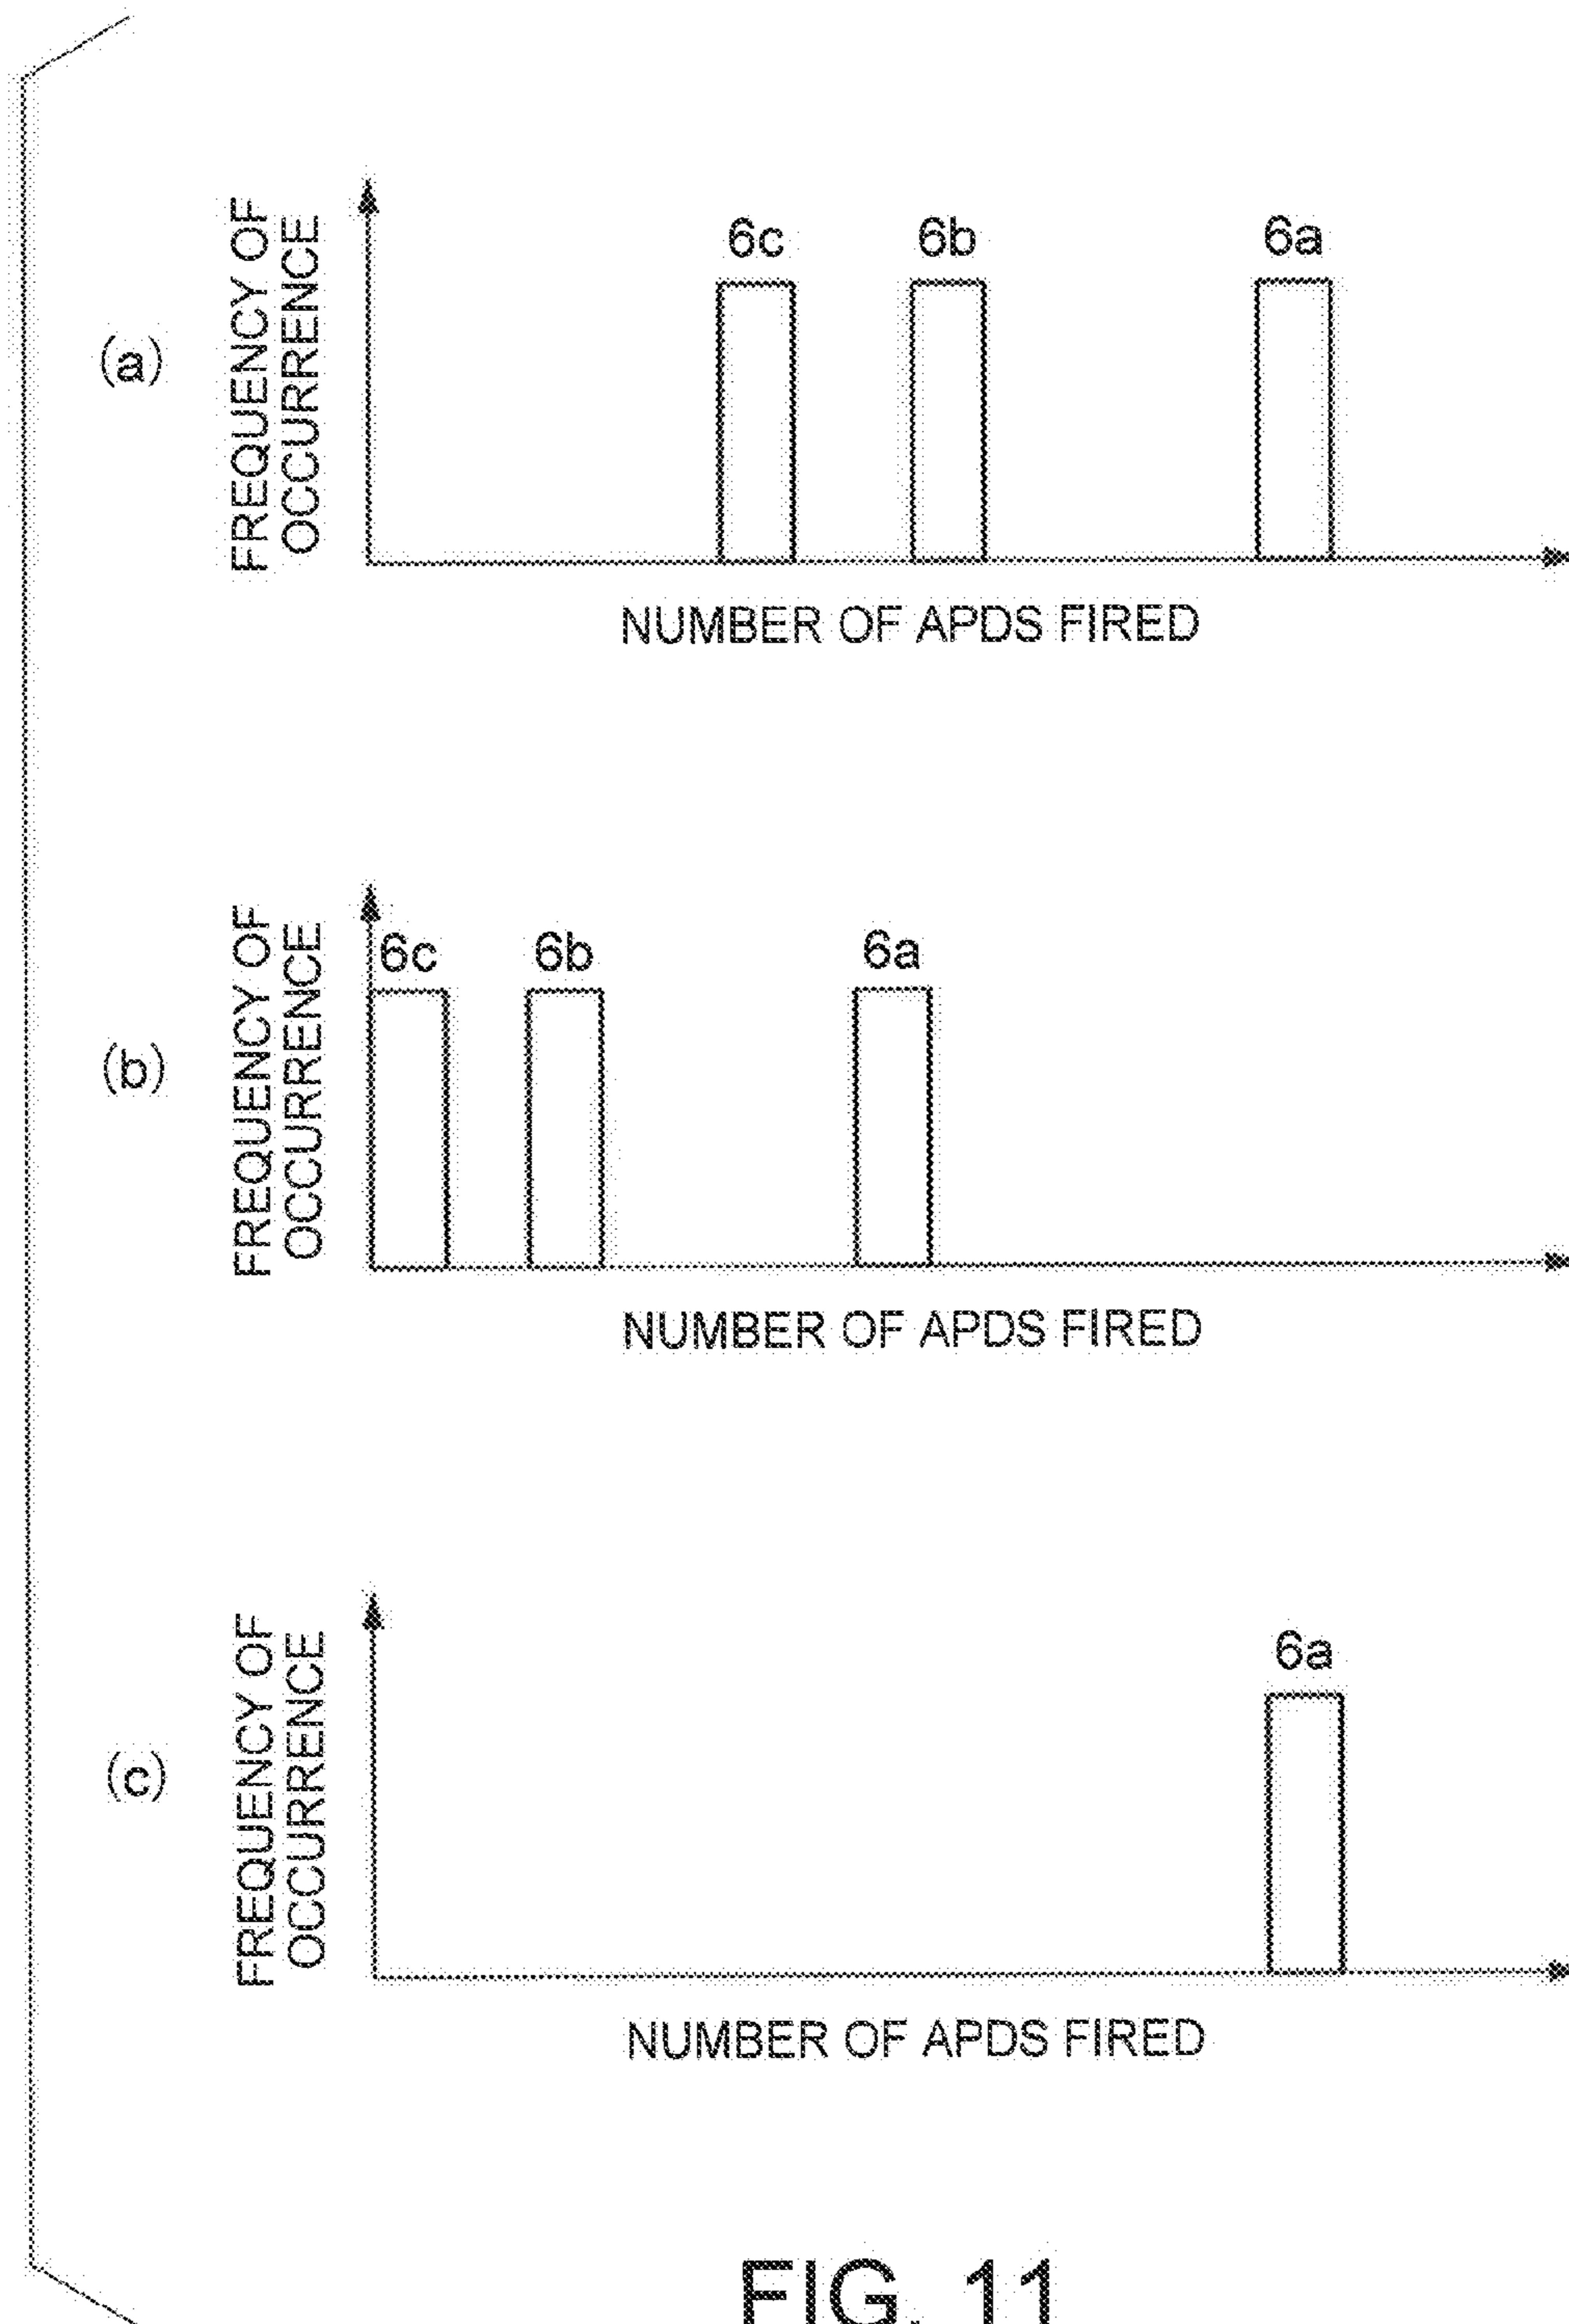 (a)
FREQUENCY OF
OCCURRENCE
6c
6b
6a
NUMBER OF APDS FIRED
(b)
FREQUENCY OF
OCCURRENCE
6c
6b
6a
NUMBER OF APDS FIRED
(c)
FREQUENCY OF
OCCURRENCE
6a
NUMBER OF APDS FIRED
FIG. 11